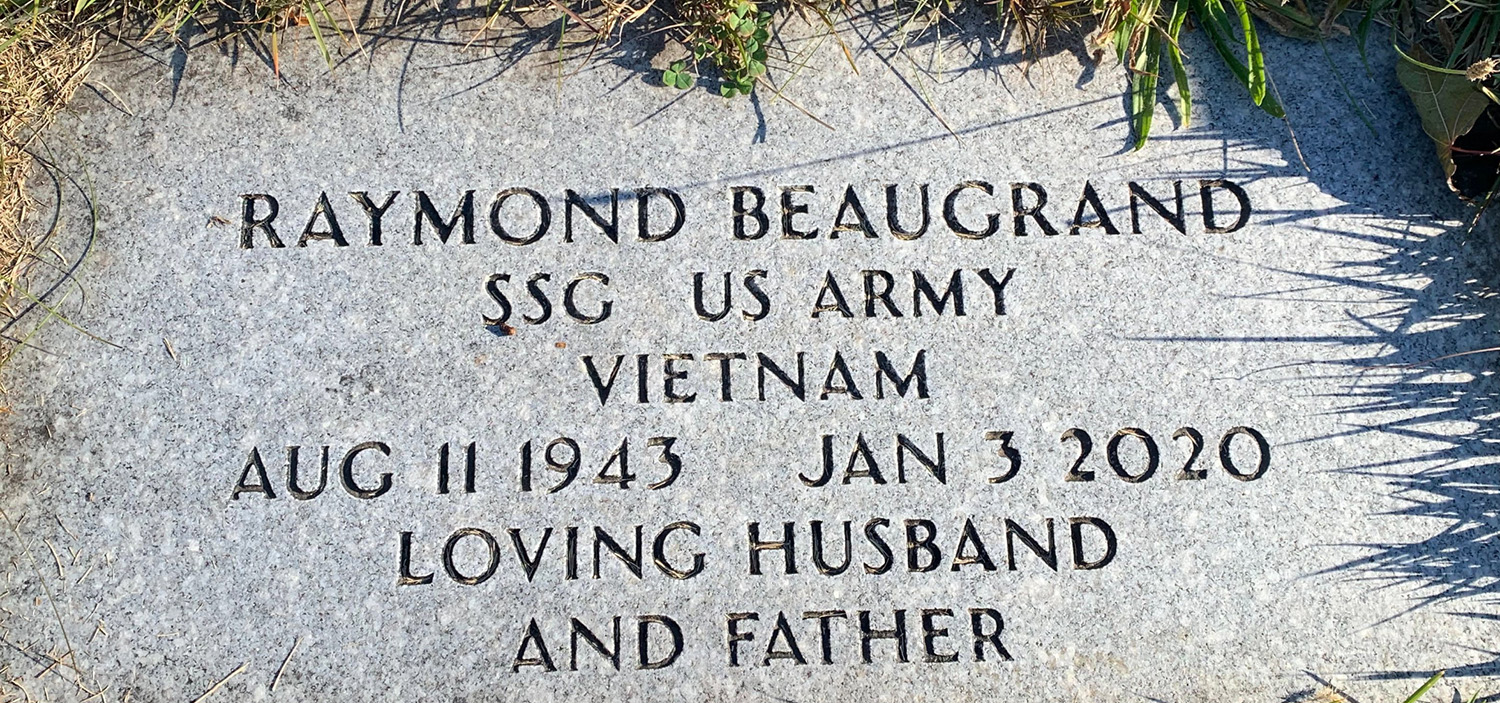 RAYMOND BEAUGRAND
SSG US ARMY
VIETNAM
AUG 11 1943 JAN 3 2020
LOVING HUSBAND
AND FATHER